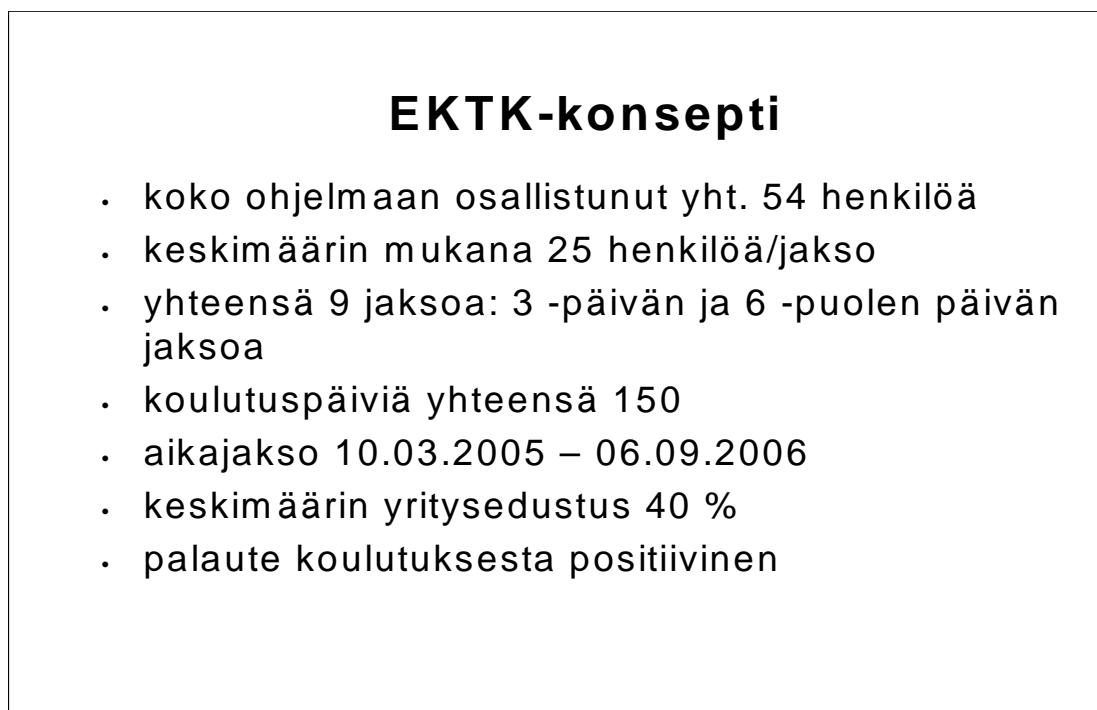 EKTK-konsepti
• koko ohjelmaan osallistunut yht. 54 henkilöä
• keskimäärin mukana 25 henkilöä/jakso
• yhteensä 9 jaksoa: 3 -päivän ja 6 -puolen päivän
jaksoa
• koulutuspäiviä yhteensä 150
• aikajakso 10.03.2005 – 06.09.2006
• keskimäärin yritysedustus 40 %
• palaute koulutuksesta positiivinen